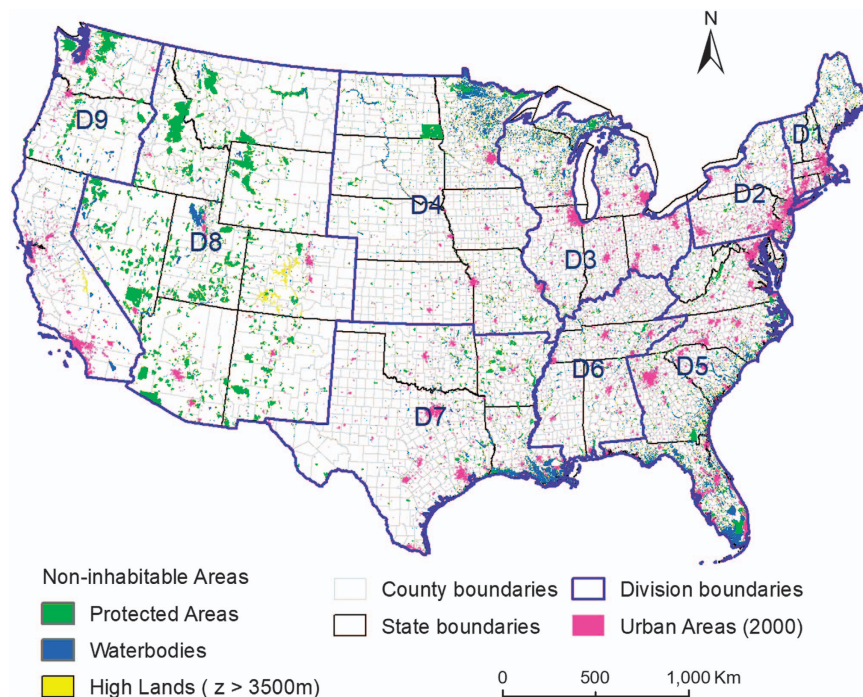 N
D9
D1
D2
D4
D8
D3
D6
D5
D7
Non-inhabitable Areas
Protected Areas
Waterbodies
High Lands ( z > 3500m)
County boundaries
State boundaries
Division boundaries
Urban Areas (2000)
0 500 1,000 Km